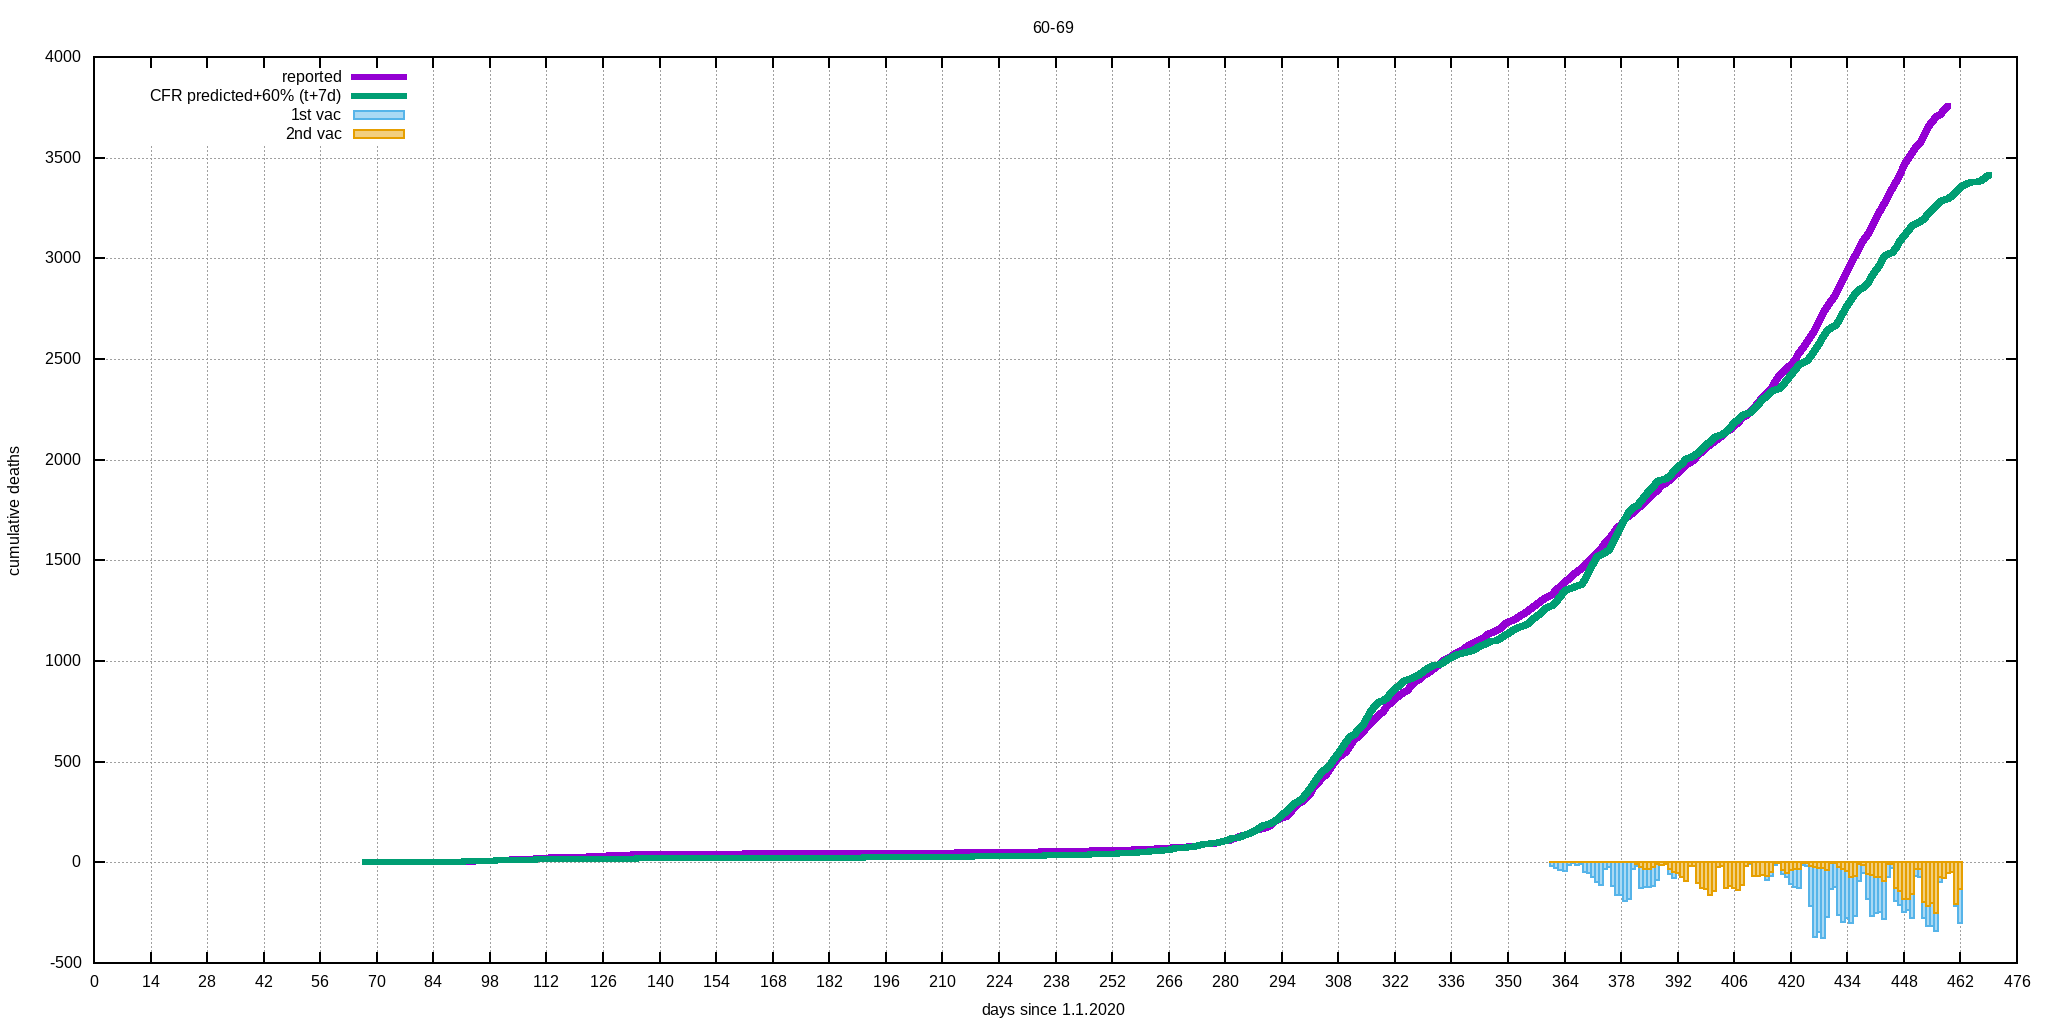 60-69
4000
3500
3000
2500
2000
1500
1000
500
0
-500
cumulative deaths
reported
CFR predicted+60% (t+7d)
1st vac
2nd vac
0 14 28 42 56 70 84 98 112 126 140 154 168 182 196 210 224 238 252 266 280 294 308 322 336 350 364 378 392 406 420 434 448 462 476
days since 1.1.2020